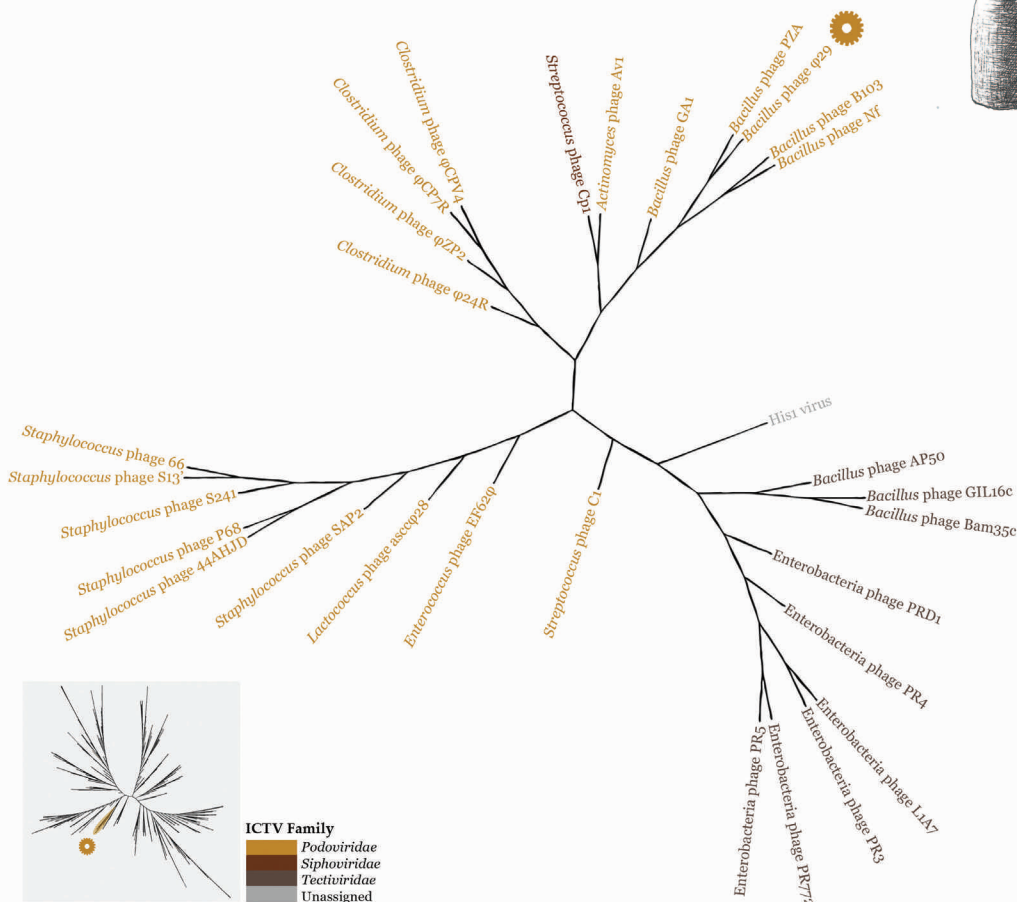 Clostridium phage φCPV4
Clostridium phage φCP7R
Clostridium phage φZP2
Clostridium phage φ24R
Streptococcus phage Cp1
Actinomyces phage Av1
Bacillus phage GA1
Bacillus phage PZA
Bacillus phage φ29
Bacillus phage B103
Bacillus phage Nf
His1 virus
Bacillus phage AP50
Bacillus phage GIL16c
Bacillus phage Bam35c
Enterobacteria phage PRD1
Enterobacteria phage PR4
Enterobacteria phage L1A7
Enterobacteria phage PR3
Enterobacteria phage PR772
Enterobacteria phage PR5
Streptococcus phage C1
Enterococcus phage EF62φ
Lactococcus phage asccφ28
Staphylococcus phage SAP2
Staphylococcus phage 44AHJD
Staphylococcus phage P68
Staphylococcus phage S241
Staphylococcus phage S13'
Staphylococcus phage 66
ICTV Family
Podoviridae
Siphoviridae
Tectiviridae
Unassigned